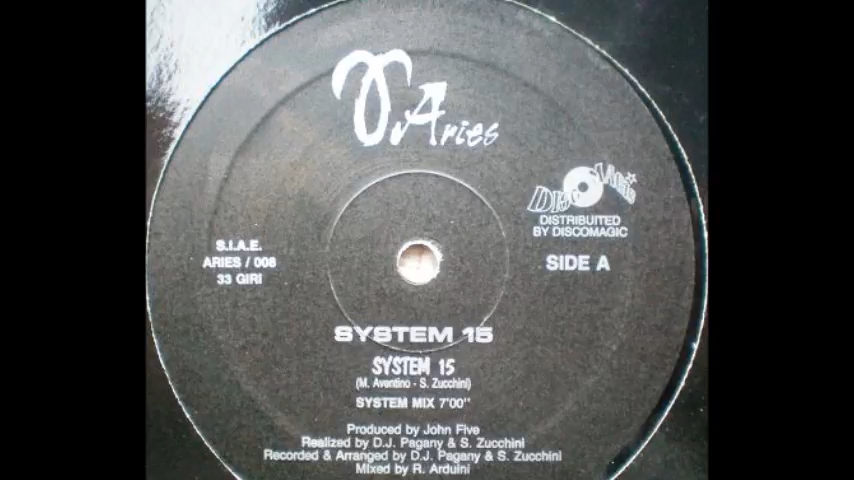 Aries
DISCOMAGIC
DISTRIBUITED
BY DISCOMAGIC
S.I.A.E.
ARIES / 008
33 GIRI
SIDE A
SYSTEM 15
SYSTEM 15
(M. Aventino - S. Zucchini)
SYSTEM MIX 7'00"
Produced by John Five
Realized by D.J. Pagany & S. Zucchini
Recorded & Arranged by D.J. Pagany & S. Zucchini
Mixed by R. Arduini